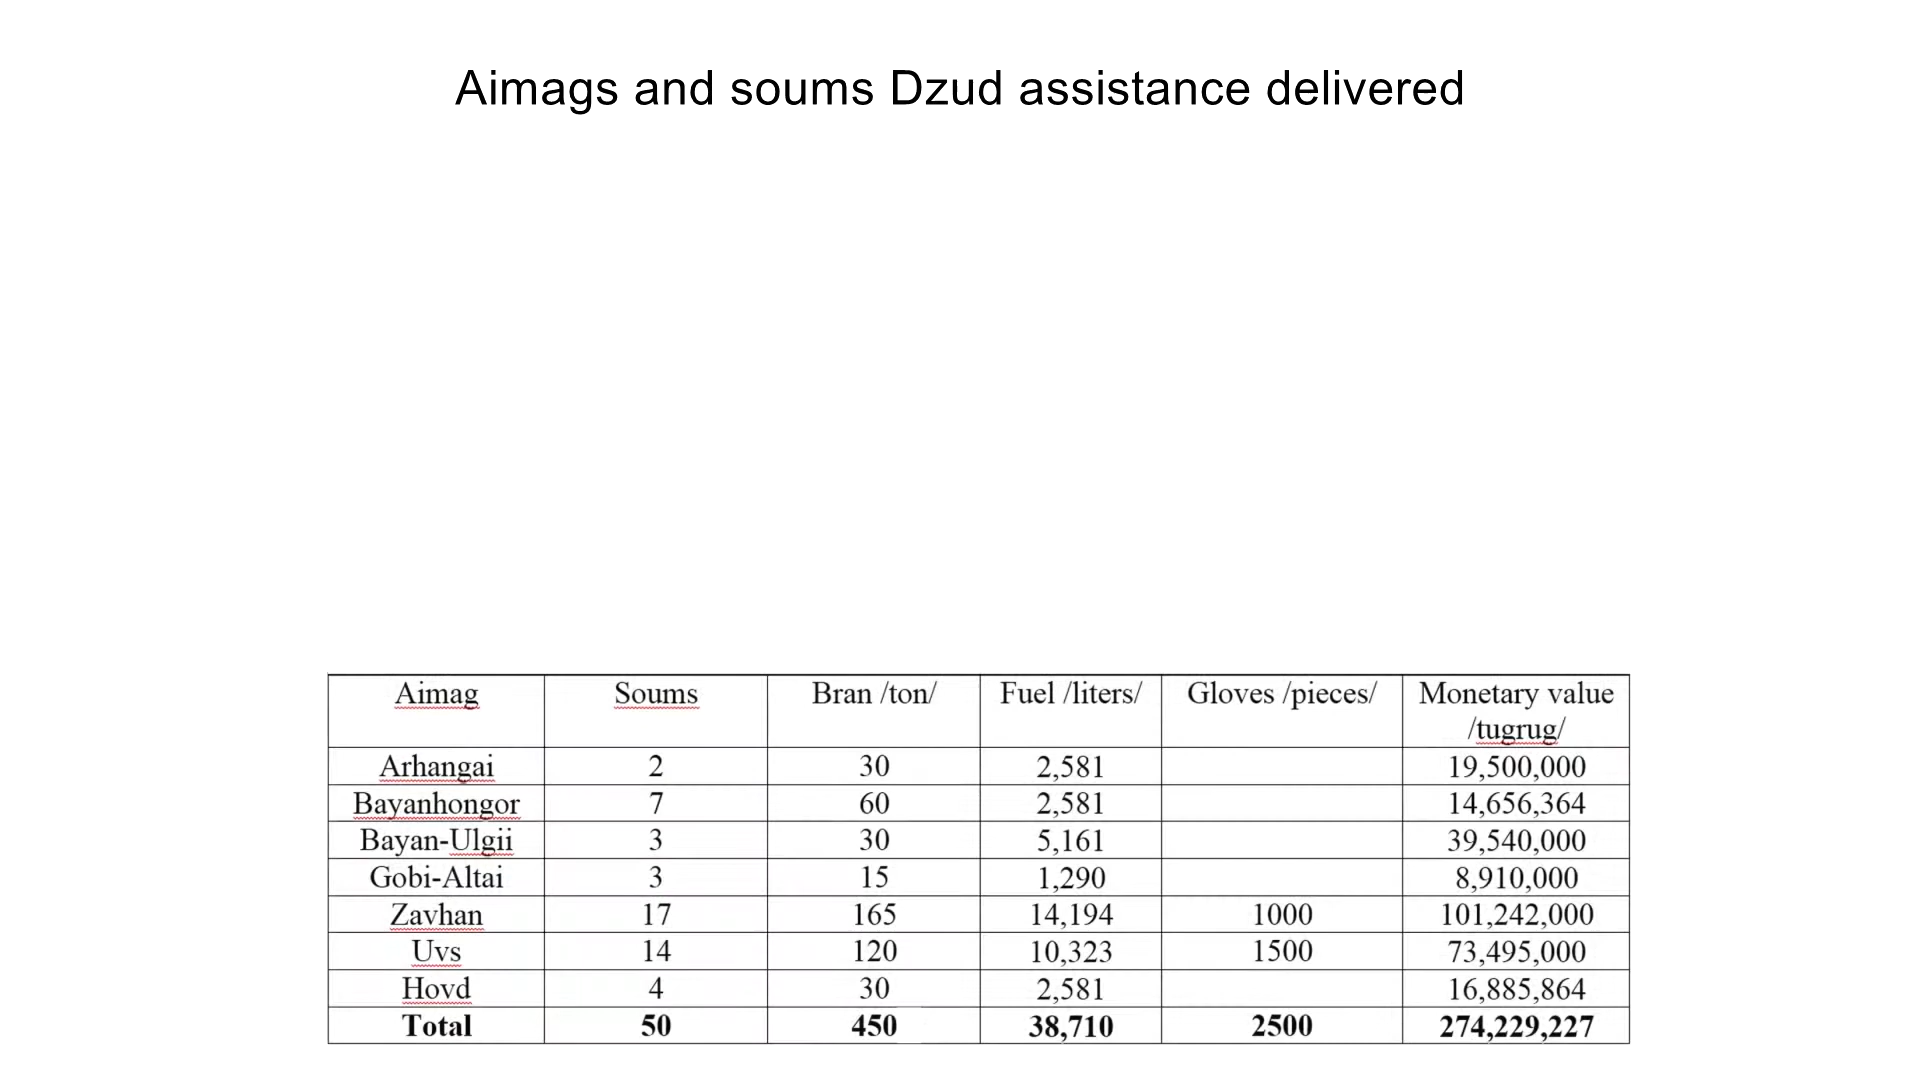 Aimags and soums Dzud assistance delivered
Aimag Soums Bran /ton/ Fuel /liters/ Gloves /pieces/ Monetary value
/tugrug/
Arhangai 2 30 2,581 19,500,000
Bayanhongor 7 60 2,581 14,656,364
Bayan-Ulgii 3 30 5,161 39,540,000
Gobi-Altai 3 15 1,290 8,910,000
Zavhan 17 165 14,194 1000 101,242,000
Uvs 14 120 10,323 1500 73,495,000
Hovd 4 30 2,581 16,885,864
Total 50 450 38,710 2500 274,229,227